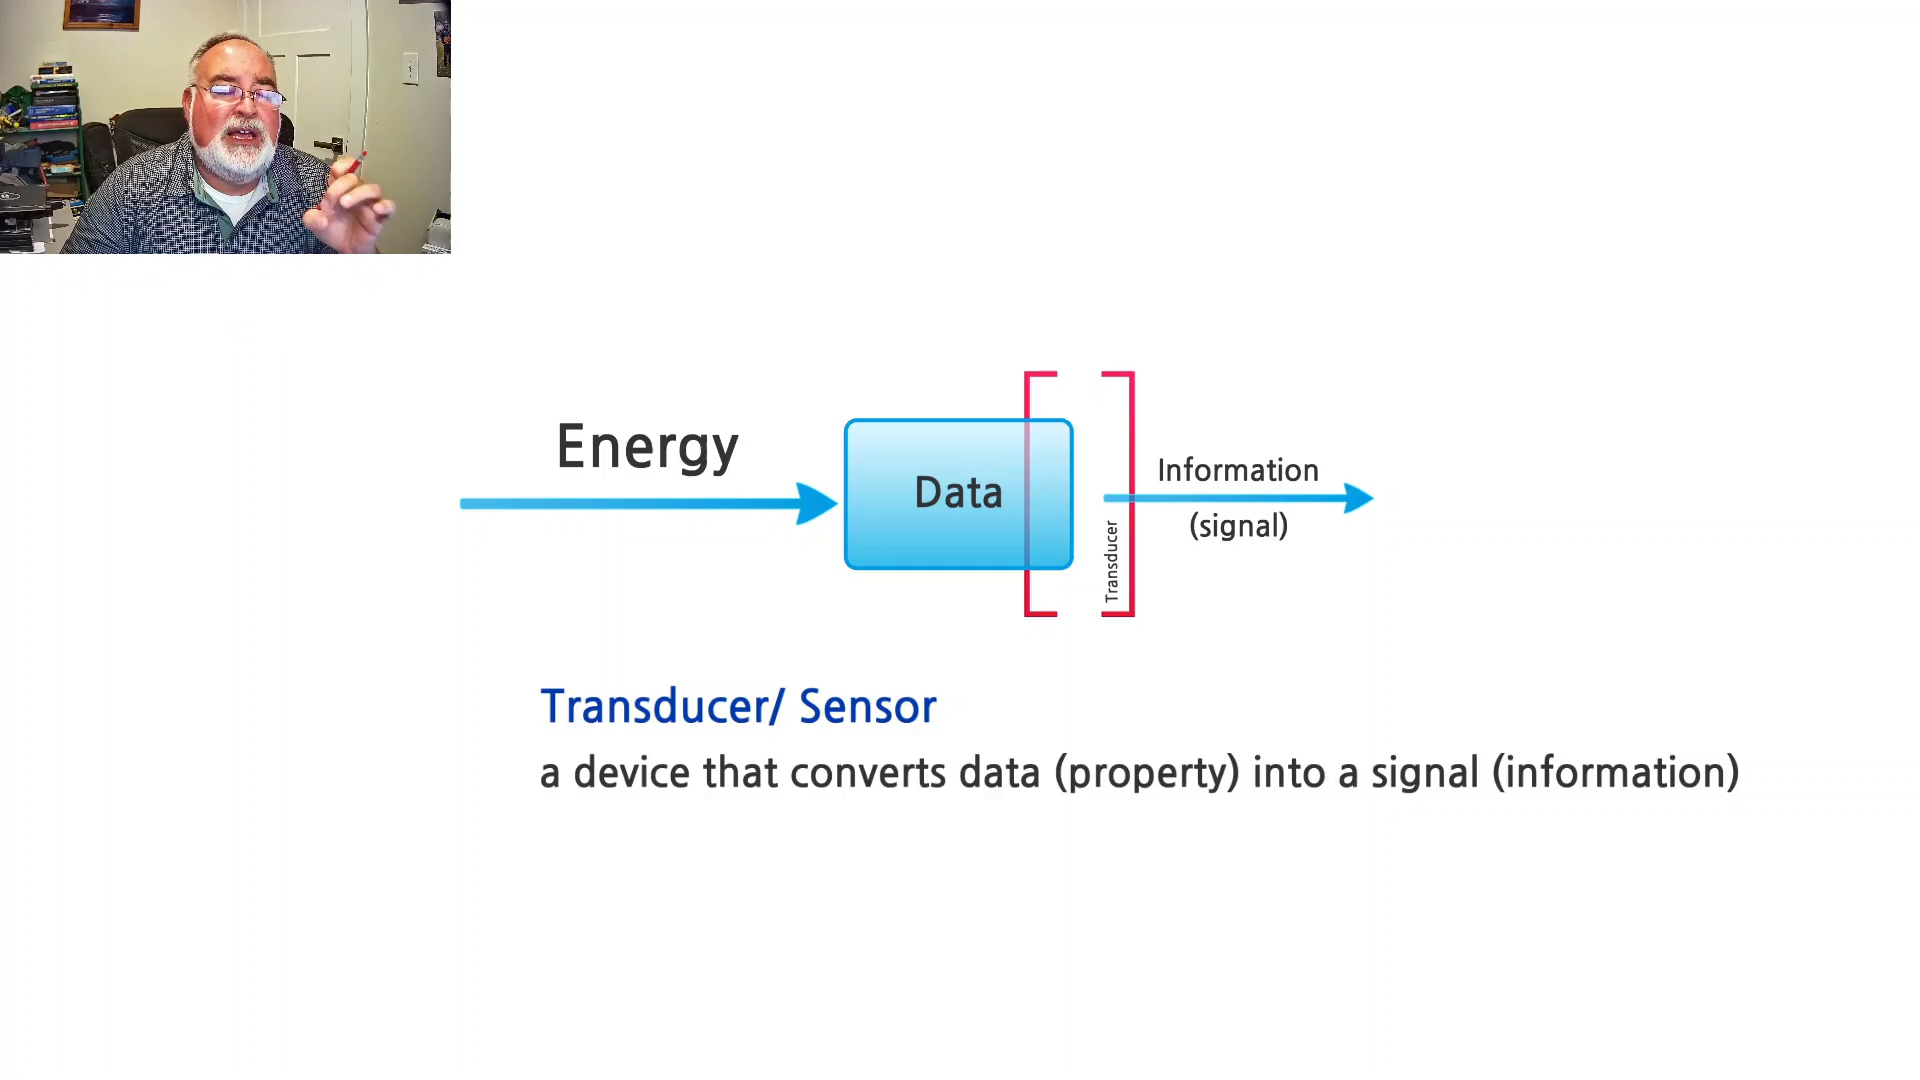 Energy
Data
Information
(signal)
Transducer
Transducer/ Sensor
a device that converts data (property) into a signal (information)